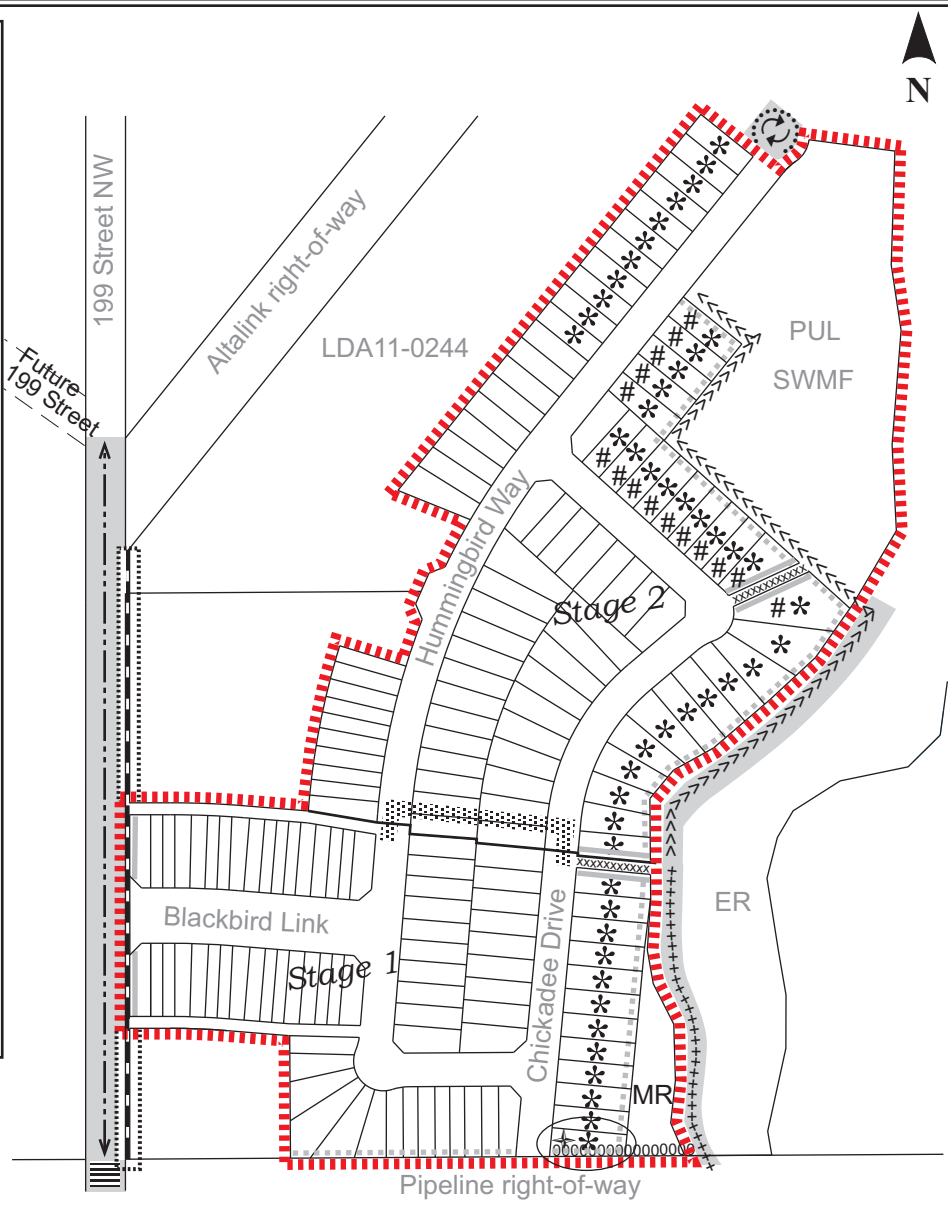 N
199 Street NW
Altalink right-of-way
LDA11-0244
Future
199 Street
PUL
SWMF
Hummingbird Way
Stage 2
Blackbird Link
Stage 1
Chickadee Drive
ER
MR
Pipeline right-of-way